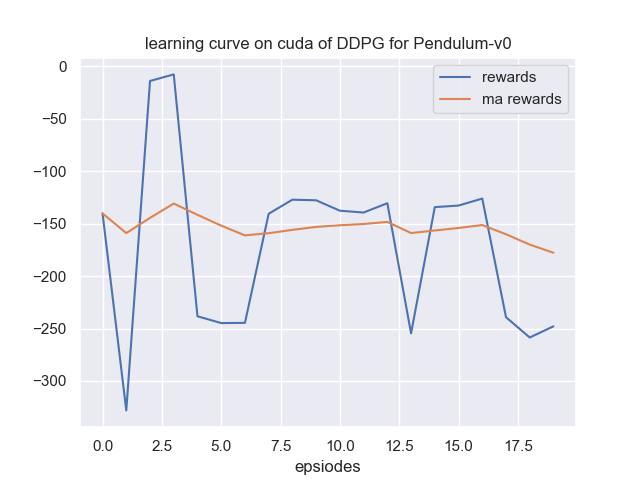 learning curve on cuda of DDPG for Pendulum-v0
rewards
ma rewards
0
−50
−100
−150
−200
−250
−300
0.0 2.5 5.0 7.5 10.0 12.5 15.0 17.5
epsiodes